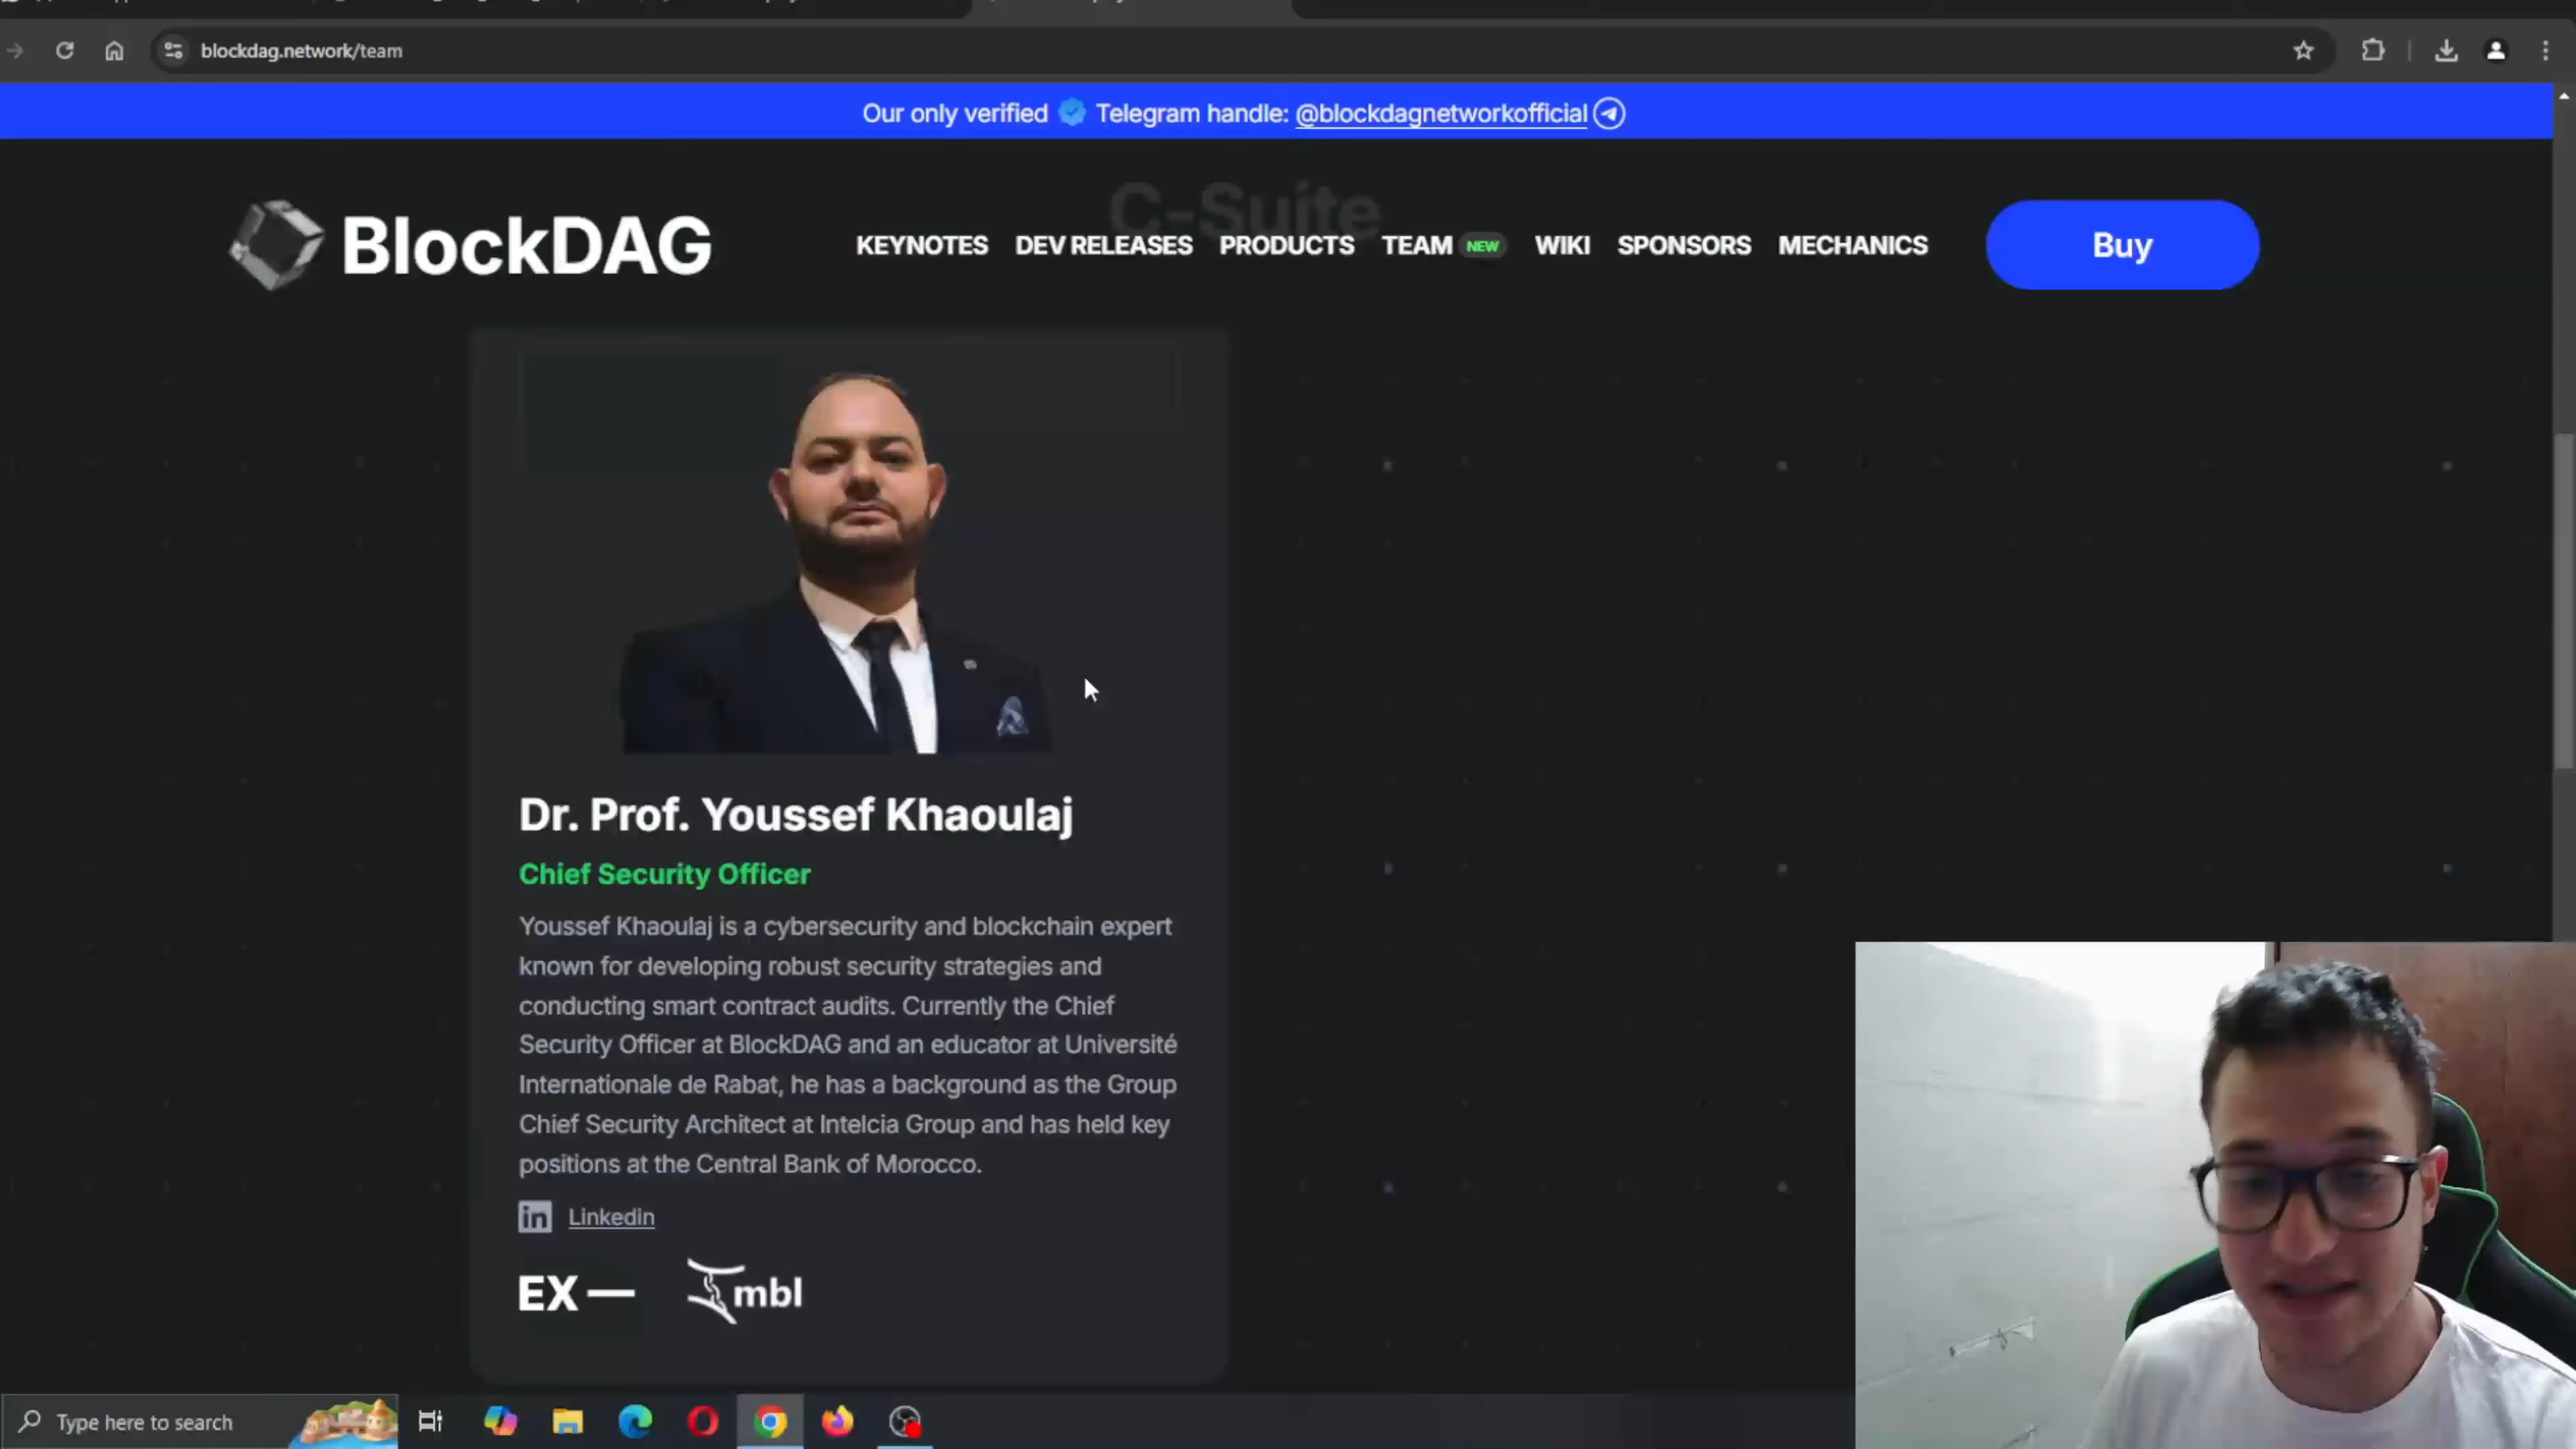 blockdag.network/team
Our only verified Telegram handle: @blockdagnetworkofficial
C-Suite
BlockDAG
KEYNOTES DEV RELEASES PRODUCTS TEAM NEW WIKI SPONSORS MECHANICS Buy
Dr. Prof. Youssef Khaoulaj
Chief Security Officer
Youssef Khaoulaj is a cybersecurity and blockchain expert
known for developing robust security strategies and
conducting smart contract audits. Currently the Chief
Security Officer at BlockDAG and an educator at Université
Internationale de Rabat, he has a background as the Group
Chief Security Architect at Intelcia Group and has held key
positions at the Central Bank of Morocco.
in Linkedin
EX— mbl
Type here to search